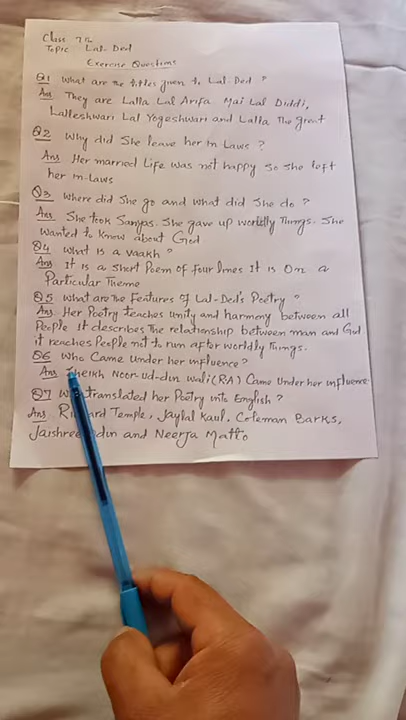 Class 7th
Topic Lal-Ded
Exercise Questions
Q1 What are the titles given to Lal-Ded?
Ans They are Lalla Lal Arifa Mai Lal Diddi,
Lalleshwari Lal Yogeshwari and Lalla the great
Q2 Why did She leave her in-Laws?
Ans Her married Life was not happy so She left
her in-Laws
Q3 Where did She go and what did She do?
Ans She took Sanyas. She gave up worldly Things. She
wanted to know about God
Q4 What is a Vaakh?
Ans It is a Short Poem of four lines It is On a
Particular Theme
Q5 What are the Features of Lal-Ded's Poetry?
Ans Her Poetry teaches unity and harmony between all
People It describes the relationship between man and God
it reaches People not to run after worldly Things.
Q6 Who Came Under her influence?
Ans Sheikh Noor-ud-din Wali (RA) Came Under her influence
Q7 translated her Poetry into English?
Ans Temple, Jaylal Kaul, Coleman Barks,
and Neerja Matto